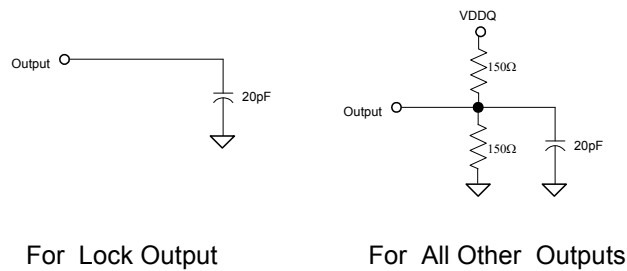 Output
20pF
For Lock Output
VDDQ
150Ω
Output
150Ω
20pF
For All Other Outputs